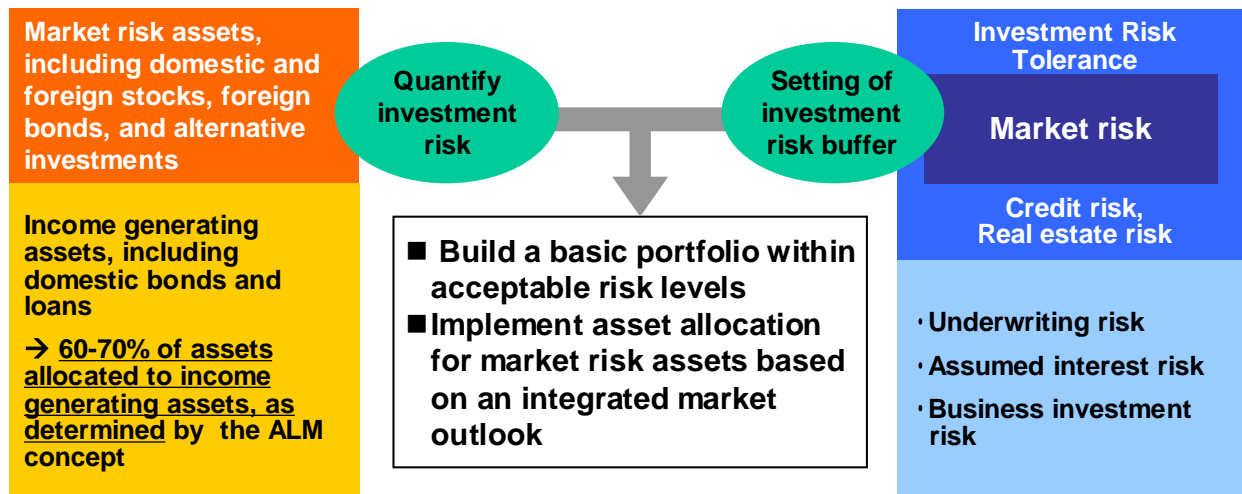 Market risk assets,
including domestic and
foreign stocks, foreign
bonds, and alternative
investments
Income generating
assets, including
domestic bonds and
loans
→ 60-70% of assets
allocated to income
generating assets, as
determined by the ALM
concept
Quantify
investment
risk
Setting of
investment
risk buffer
■ Build a basic portfolio within
acceptable risk levels
■ Implement asset allocation
for market risk assets based
on an integrated market
outlook
Investment Risk
Tolerance
Market risk
Credit risk,
Real estate risk
・Underwriting risk
・Assumed interest risk
・Business investment
risk